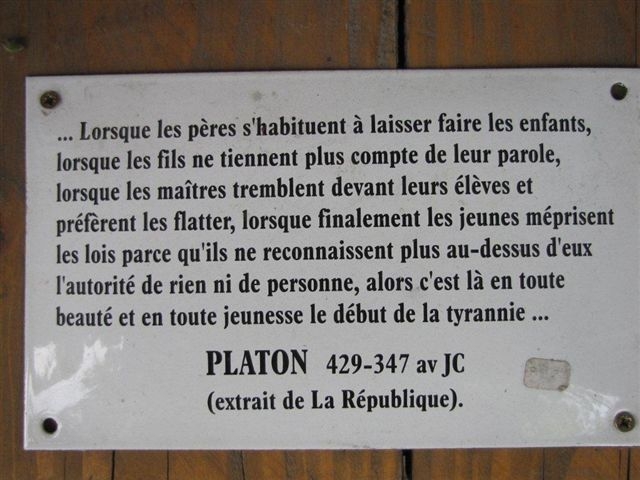 ... Lorsque les pères s'habituent à laisser faire les enfants,
lorsque les fils ne tiennent plus compte de leur parole,
lorsque les maîtres tremblent devant leurs élèves et
préfèrent les flatter, lorsque finalement les jeunes méprisent
les lois parce qu'ils ne reconnaissent plus au-dessus d'eux
l'autorité de rien ni de personne, alors c'est là en toute
beauté et en toute jeunesse le début de la tyrannie ...
PLATON 429-347 av JC
(extrait de La République).